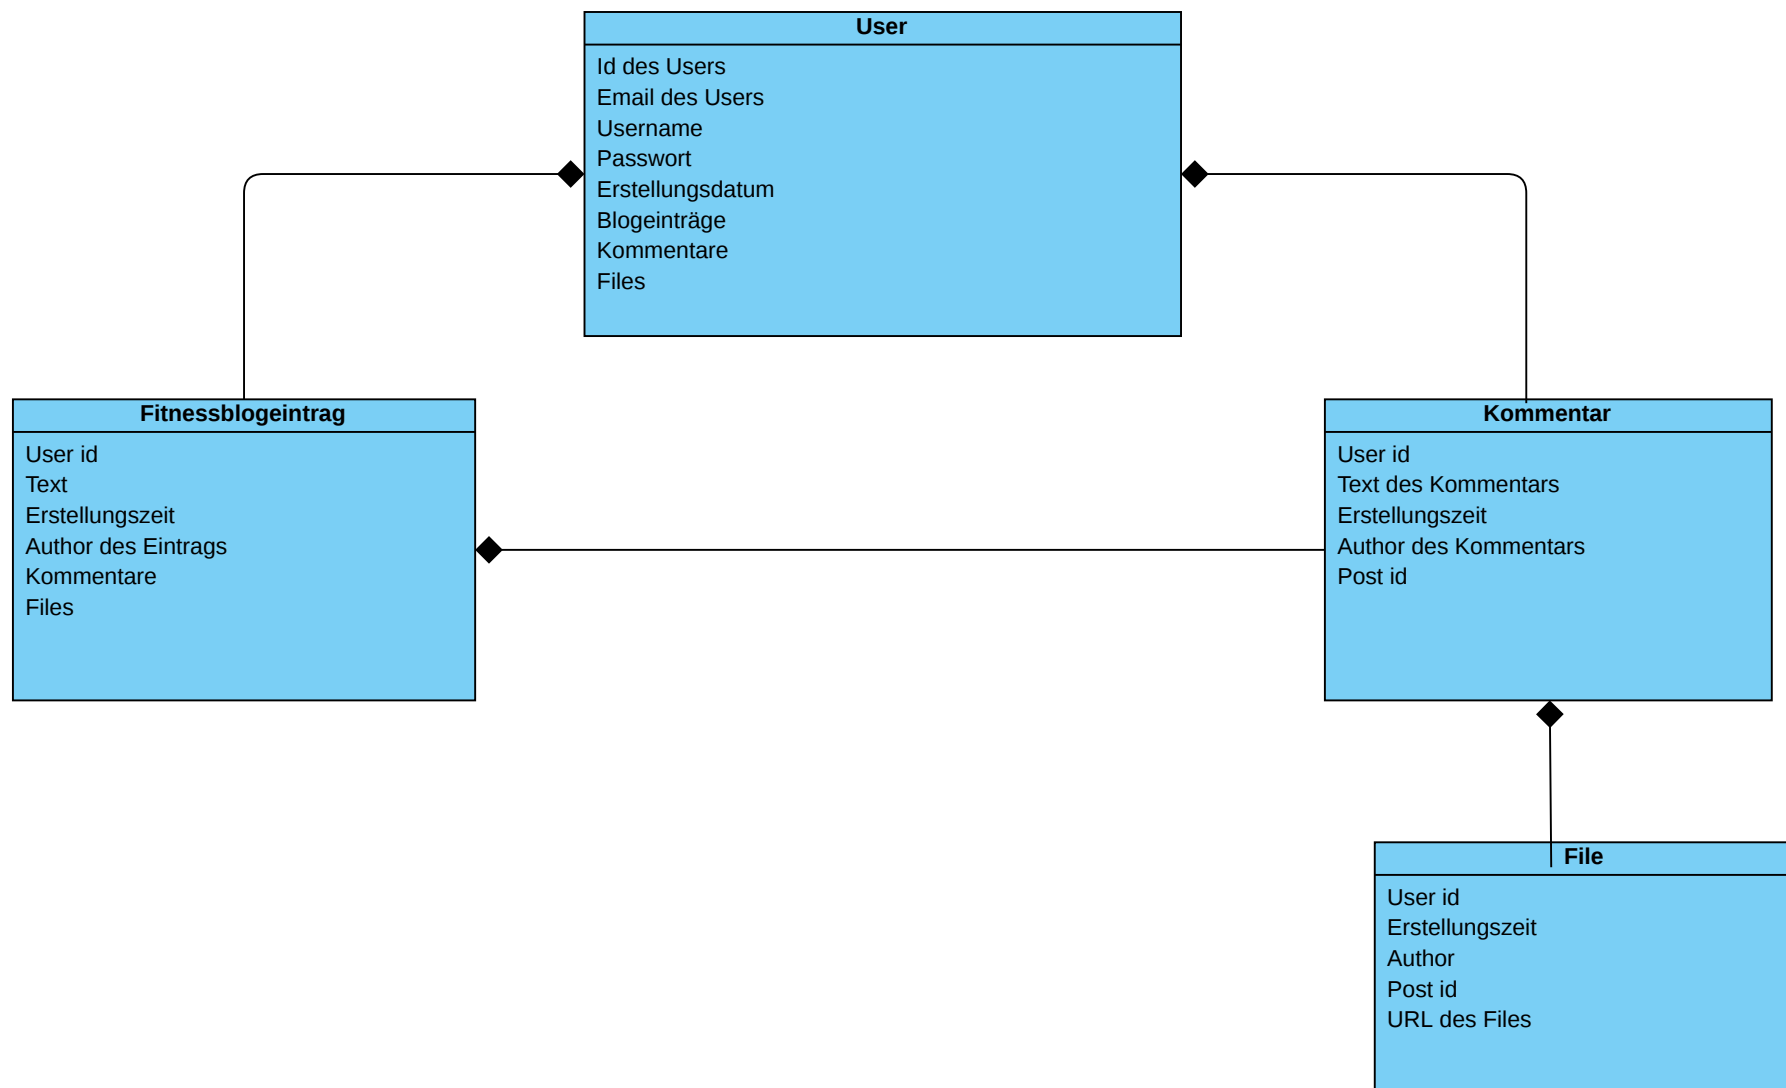 User
Id des Users
Email des Users
Username
Passwort
Erstellungsdatum
Blogeinträge
Kommentare
Files
Fitnessblogeintrag
User id
Text
Erstellungszeit
Author des Eintrags
Kommentare
Files
Kommentar
User id
Text des Kommentars
Erstellungszeit
Author des Kommentars
Post id
File
User id
Erstellungszeit
Author
Post id
URL des Files